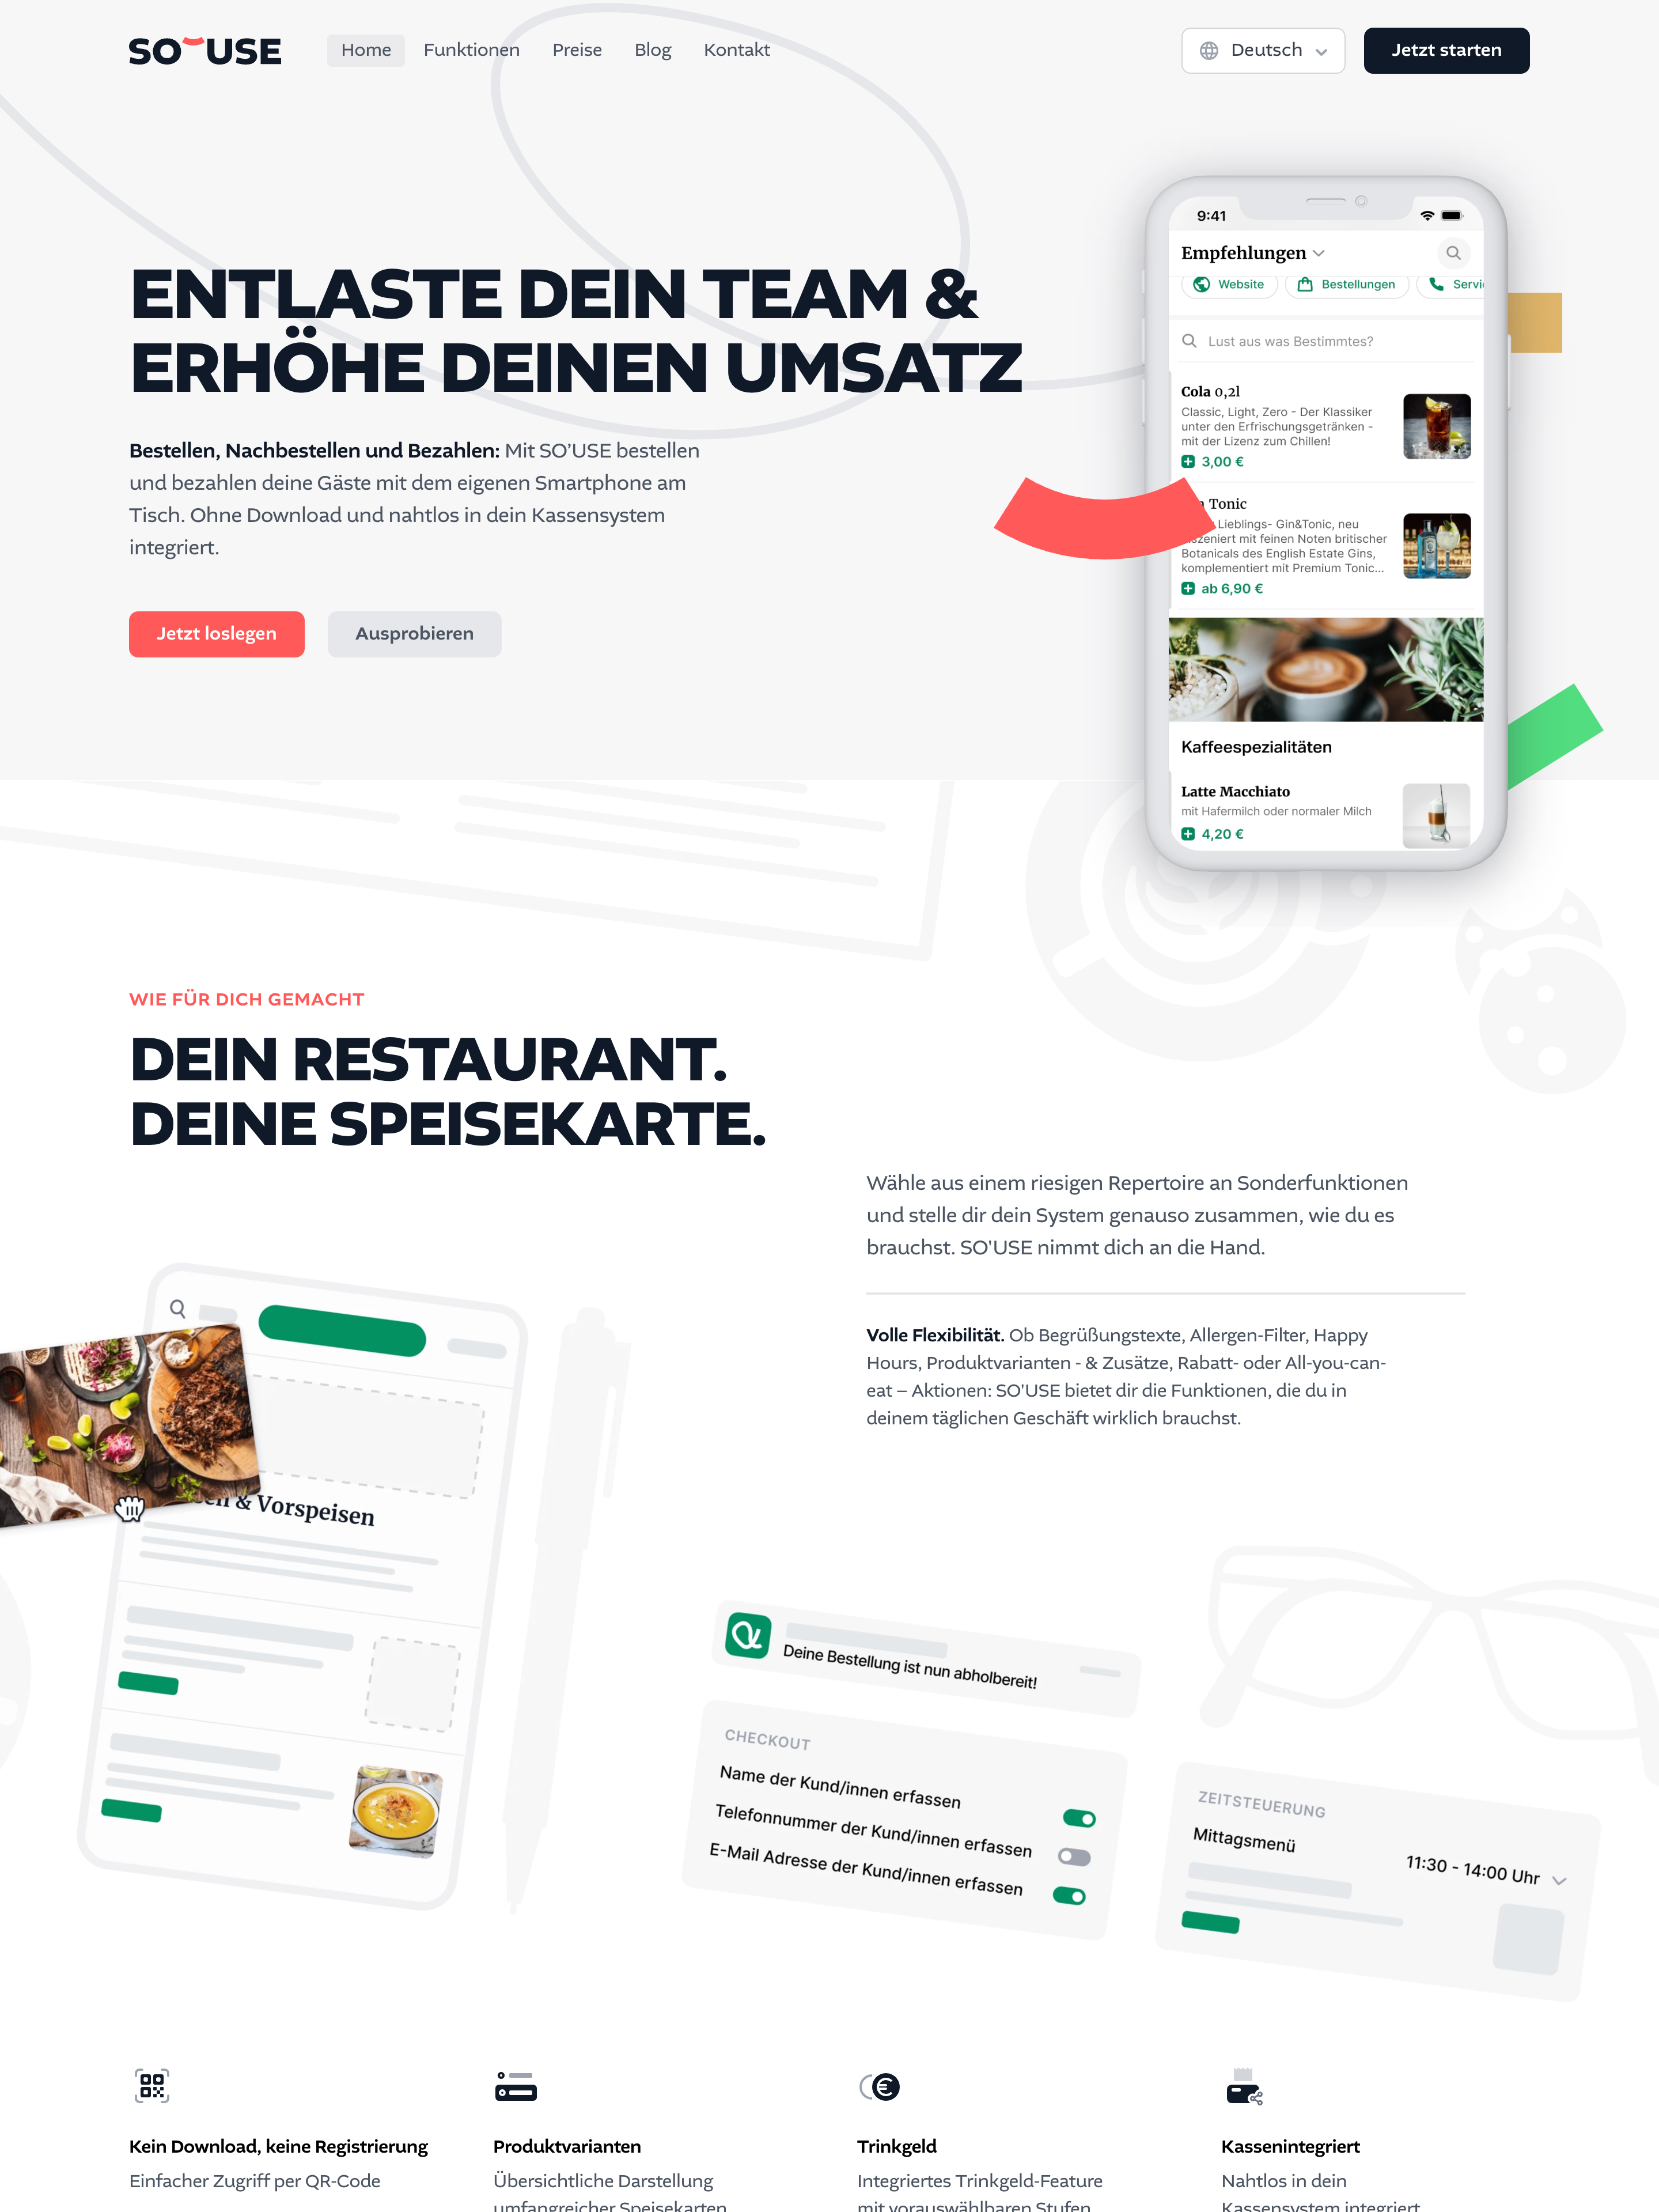 SO'USE
Home
Funktionen
Preise
Blog
Kontakt
Deutsch
Jetzt starten
ENTLASTE DEIN TEAM &
ERHÖHE DEINEN UMSATZ
Bestellen, Nachbestellen und Bezahlen: Mit SO’USE bestellen
und bezahlen deine Gäste mit dem eigenen Smartphone am
Tisch. Ohne Download und nahtlos in dein Kassensystem
integriert.
Jetzt loslegen
Ausprobieren
9:41
Empfehlungen
Website
Bestellungen
Lust aus was Bestimmtes?
Cola 0,2l
Classic, Light, Zero - Der Klassiker
unter den Erfrischungsgetränken -
mit der Lizenz zum Chillen!
3,00 €
Tonic
Lieblings- Gin&Tonic, neu
mit feinen Noten britischer
Botanicals des English Estate Gins,
komplementiert mit Premium Tonic...
ab 6,90 €
Kaffeespezialitäten
Latte Macchiato
mit Hafermilch oder normaler Milch
4,20 €
WIE FÜR DICH GEMACHT
DEIN RESTAURANT.
DEINE SPEISEKARTE.
Wähle aus einem riesigen Repertoire an Sonderfunktionen
und stelle dir dein System genauso zusammen, wie du es
brauchst. SO'USE nimmt dich an die Hand.
Volle Flexibilität. Ob Begrüßungstexte, Allergen-Filter, Happy
Hours, Produktvarianten - & Zusätze, Rabatt- oder All-you-can-
eat – Aktionen: SO'USE bietet dir die Funktionen, die du in
deinem täglichen Geschäft wirklich brauchst.
& Vorspeisen
Deine Bestellung ist nun abholbereit!
CHECKOUT
Name der Kund/innen erfassen
Telefonnummer der Kund/innen erfassen
E-Mail Adresse der Kund/innen erfassen
ZEITSTEUERUNG
Mittagsmenü
11:30 - 14:00 Uhr
Kein Download, keine Registrierung
Einfacher Zugriff per QR-Code
Produktvarianten
Übersichtliche Darstellung
umfangreicher Speisekarten
Trinkgeld
Integriertes Trinkgeld-Feature
mit vorauswählbaren Stufen
Kassenintegriert
Nahtlos in dein
Kassensystem integriert